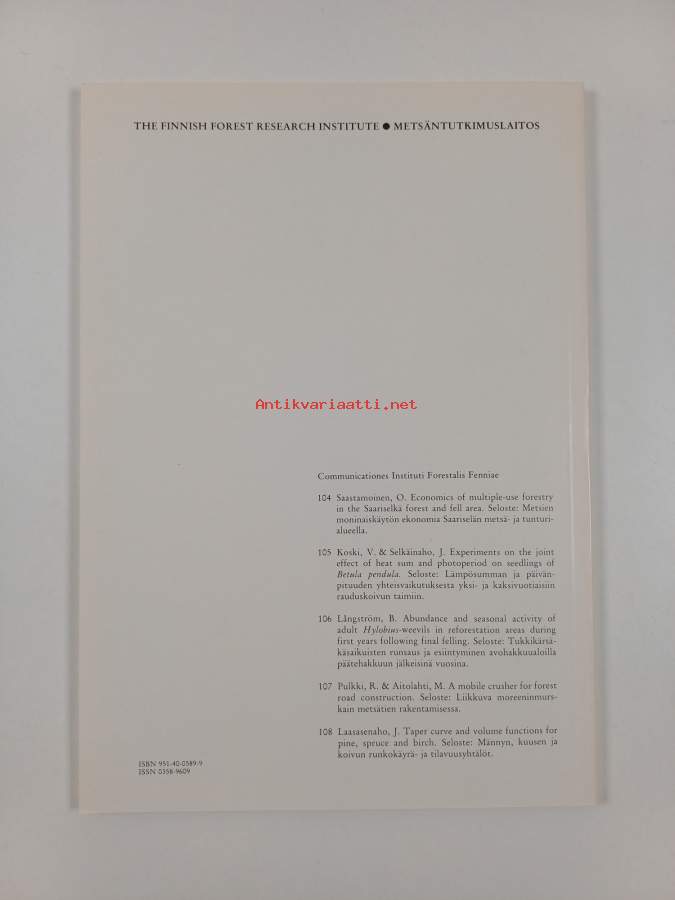 THE FINNISH FOREST RESEARCH INSTITUTE ● METSÄNTUTKIMUSLAITOS
Antikvariaatti.net
Communicationes Instituti Forestalis Fenniae
104 Saastamoinen, O. Economics of multiple-use forestry
in the Saariselkä forest and fell area. Seloste: Metsien
moninaiskäytön ekonomia Saariselän metsä- ja tunturi-
alueella.
105 Koski, V. & Selkäinaho, J. Experiments on the joint
effect of heat sum and photoperiod on seedlings of
Betula pendula. Seloste: Lämpösumman ja päivän-
pituuden yhteisvaikutuksesta yksi- ja kaksivuotiaisiin
rauduskoivun taimiin.
106 Långström, B. Abundance and seasonal activity of
adult Hylobius-weevils in reforestation areas during
first years following final felling. Seloste: Tukkikärsä-
käsaikuisten runsaus ja esiintyminen avohakkuualoilla
päätehakkuun jälkeisinä vuosina.
107 Pulkki, R. & Aitolahti, M. A mobile crusher for forest
road construction. Seloste: Liikkuva moreeninmurs-
kain metsätien rakentamisessa.
108 Laasasenaho, J. Taper curve and volume functions for
pine, spruce and birch. Seloste: Männyn, kuusen ja
koivun runkokäyrä- ja tilavuusyhtälöt.
ISBN 951-40-0589-9
ISSN 0358-9609